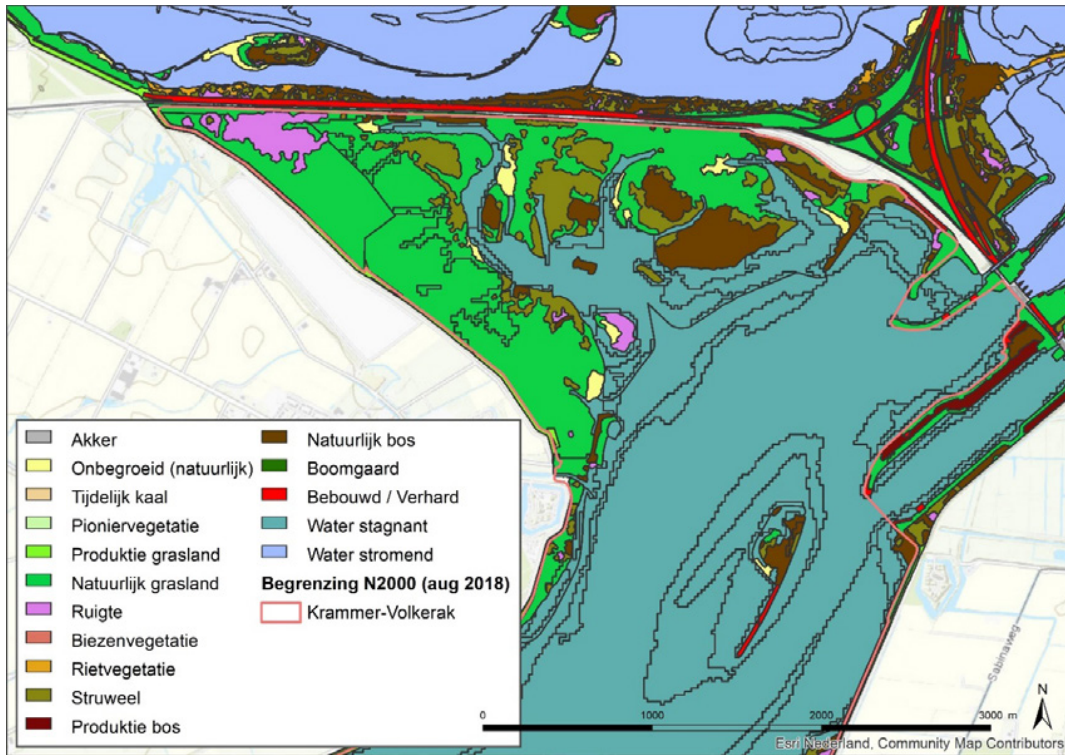 Akker
Onbegroeid (natuurlijk)
Tijdelijk kaal
Pioniervegetatie
Produktie grasland
Natuurlijk grasland
Ruigte
Biezenvegetatie
Rietvegetatie
Struweel
Produktie bos
Natuurlijk bos
Boomgaard
Bebouwd / Verhard
Water stagnant
Water stromend
Begrenzing N2000 (aug 2018)
Krammer-Volkerak
Sabinaweg
N
0 1000 2000 3000 m
Esri Nederland, Community Map Contributors